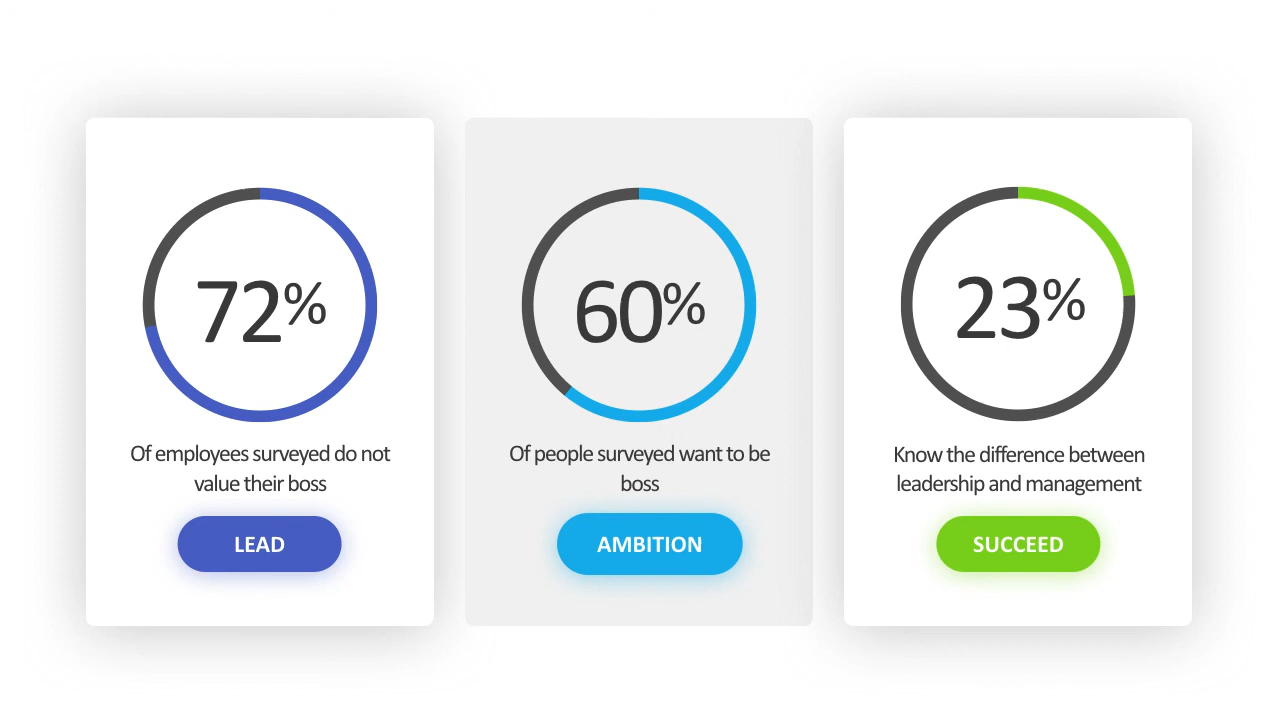 72%
Of employees surveyed do not
value their boss
LEAD
60%
Of people surveyed want to be
boss
AMBITION
23%
Know the difference between
leadership and management
SUCCEED